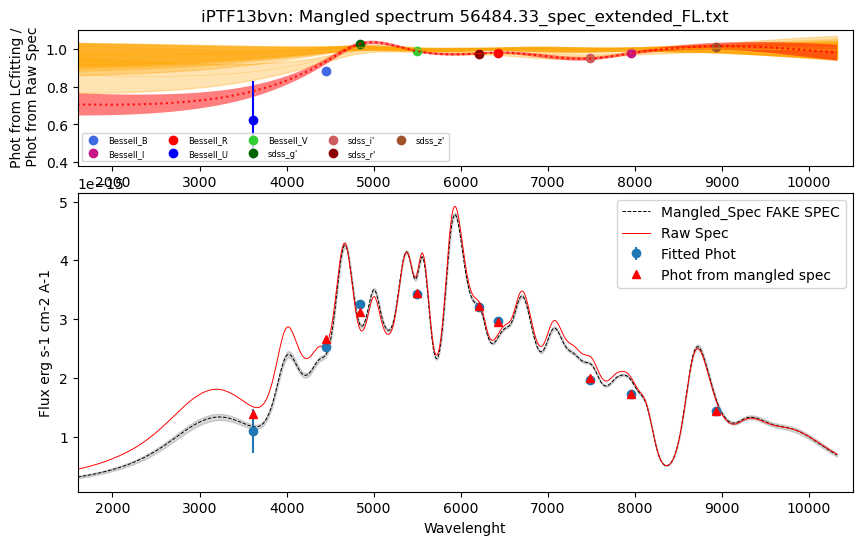 iPTF13bvn: Mangled spectrum 56484.33_spec_extended_FL.txt
Phot from LCfitting /
Phot from Raw Spec
1.0
0.8
0.6
0.4
Bessell_B Bessell_R Bessell_V sdss_i' sdss_z'
Bessell_I Bessell_U sdss_g' sdss_r'
2000 3000 4000 5000 6000 7000 8000 9000 10000
1e−15
Flux erg s-1 cm-2 A-1
5
4
3
2
1
Mangled_Spec FAKE SPEC
Raw Spec
Fitted Phot
Phot from mangled spec
2000 3000 4000 5000 6000 7000 8000 9000 10000
Wavelenght